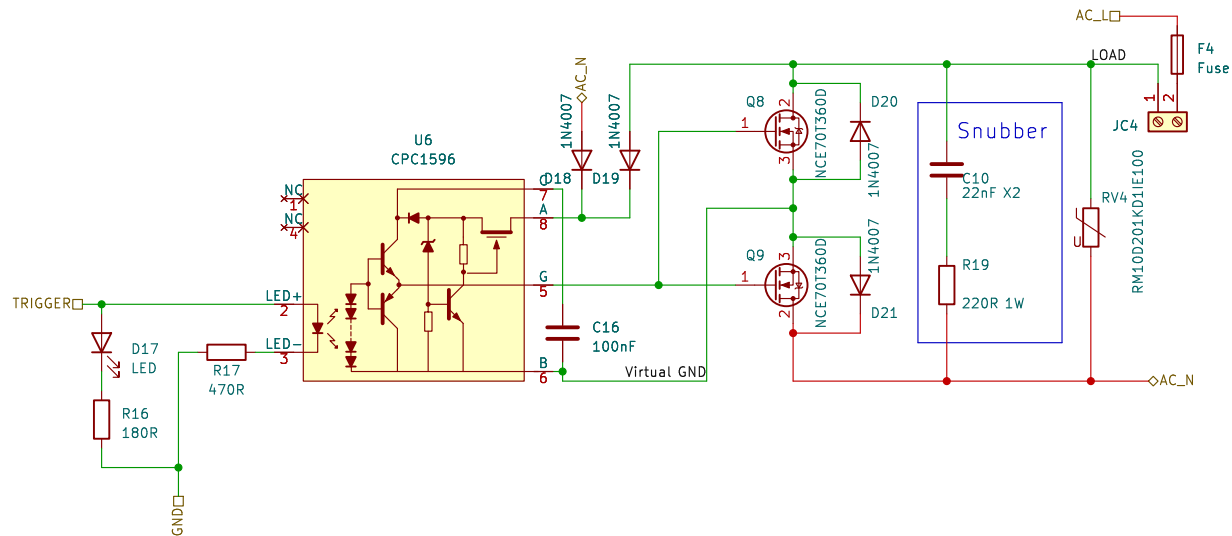 AC_L
F4
Fuse
LOAD
1
2
JC4
AC_N
1N4007
1N4007
D18
D19
U6
CPC1596
NC
1
NC
4
LED+
2
LED-
3
C
7
A
8
G
5
B
6
TRIGGER
D17
LED
R16
180R
R17
470R
GND
C16
100nF
Virtual GND
Q8
1
2
3
NCE70T360D
D20
1N4007
Q9
1
3
2
NCE70T360D
1N4007
D21
Snubber
C10
22nF X2
R19
220R 1W
RV4
U
RM10D201KD1IE100
AC_N